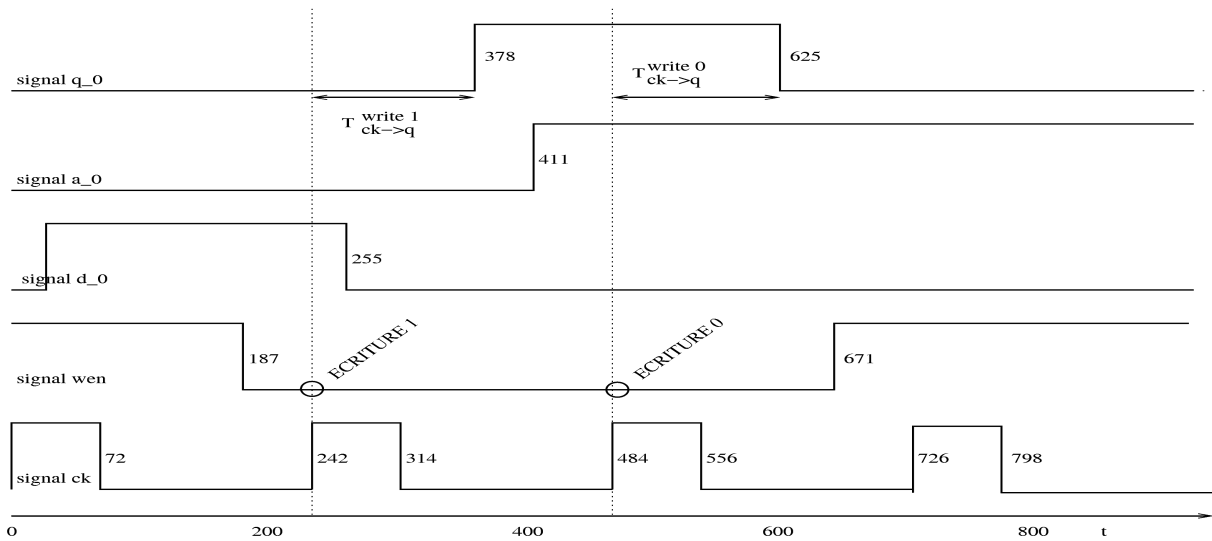 378
625
T write 0 ck->q
signal q_0
T write 1 ck->q
411
signal a_0
255
signal d_0
ECRITURE 1
ECRITURE 0
187
671
signal wen
72
242
314
484
556
726
798
signal ck
0
200
400
600
800
t